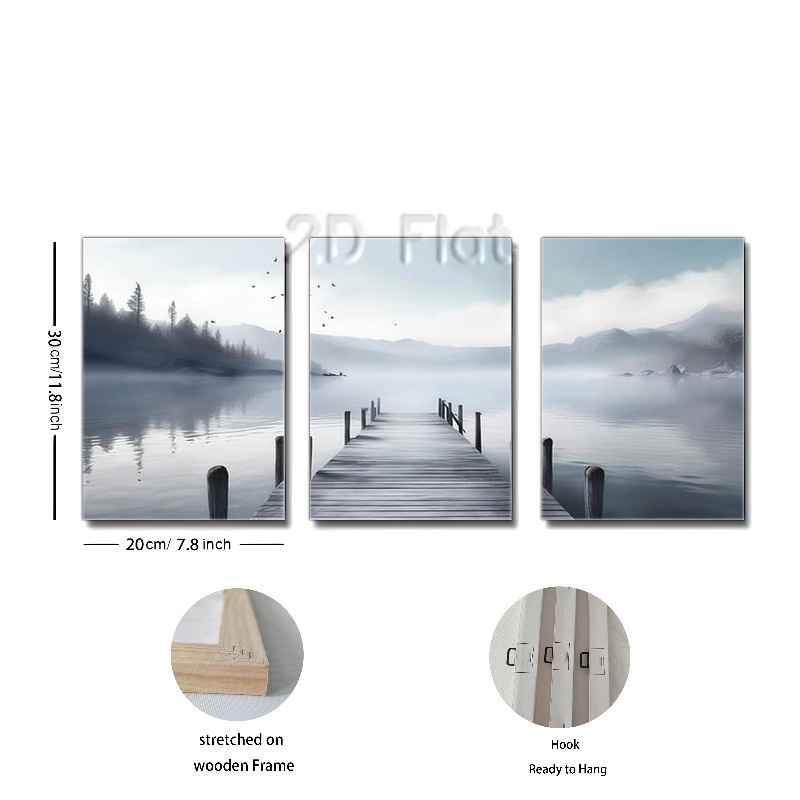 2D Flat
30cm/11.8inch
20cm/ 7.8 inch
stretched on
wooden Frame
Hook
Ready to Hang